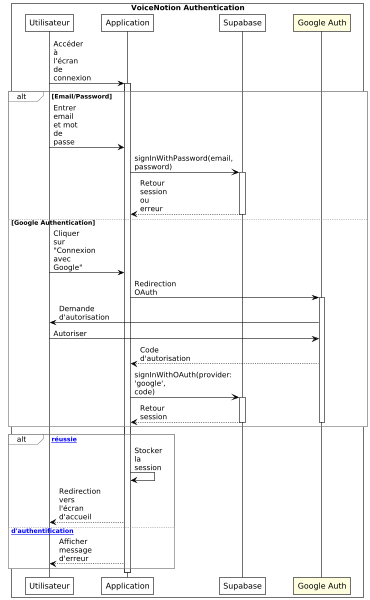 VoiceNotion Authentication
Utilisateur
Application
Supabase
Google Auth
Accéder
à
l'écran
de
connexion
alt
[Email/Password]
Entrer
email
et mot
de
passe
signInWithPassword(email,
password)
Retour
session
ou
erreur
[Google Authentication]
Cliquer
sur
"Connexion
avec
Google"
Redirection
OAuth
Demande
d'autorisation
Autoriser
Code
d'autorisation
signInWithOAuth(provider:
'google',
code)
Retour
session
alt
réussie
Stocker
la
session
Redirection
vers
l'écran
d'accueil
d'authentification
Afficher
message
d'erreur
Utilisateur
Application
Supabase
Google Auth